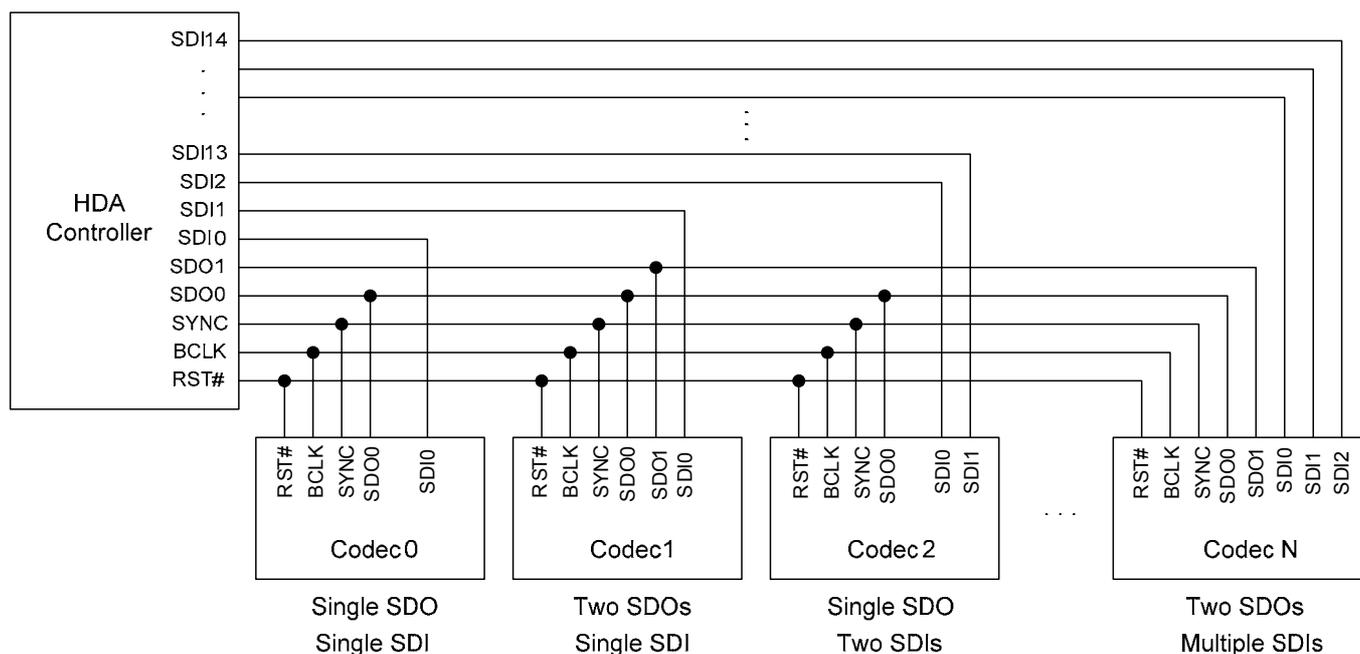 SDI14
.
.
.
SDI13
SDI2
SDI1
SDI0
SDO1
SDO0
SYNC
BCLK
RST#
HDA
Controller
RST#
BCLK
SYNC
SDO0
SDI0
Codec 0
Single SDO
Single SDI
RST#
BCLK
SYNC
SDO0
SDO1
SDI0
Codec 1
Two SDOs
Single SDI
RST#
BCLK
SYNC
SDO0
SDI0
SDI1
Codec 2
Single SDO
Two SDIs
. . .
RST#
BCLK
SYNC
SDO0
SDO1
SDI0
SDI1
SDI2
Codec N
Two SDOs
Multiple SDIs